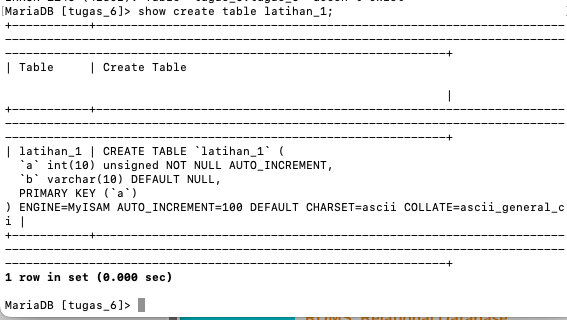 MariaDB [tugas_6]> show create table latihan_1;
+-----------+--------------------------------------------------------------------
---------------------------------------------------------------------------------
----------------------------------------------------------------+
| Table     | Create Table
|
+-----------+--------------------------------------------------------------------
---------------------------------------------------------------------------------
----------------------------------------------------------------+
| latihan_1 | CREATE TABLE `latihan_1` (
  `a` int(10) unsigned NOT NULL AUTO_INCREMENT,
  `b` varchar(10) DEFAULT NULL,
  PRIMARY KEY (`a`)
) ENGINE=MyISAM AUTO_INCREMENT=100 DEFAULT CHARSET=ascii COLLATE=ascii_general_c
i |
+-----------+--------------------------------------------------------------------
---------------------------------------------------------------------------------
----------------------------------------------------------------+
1 row in set (0.000 sec)
MariaDB [tugas_6]>